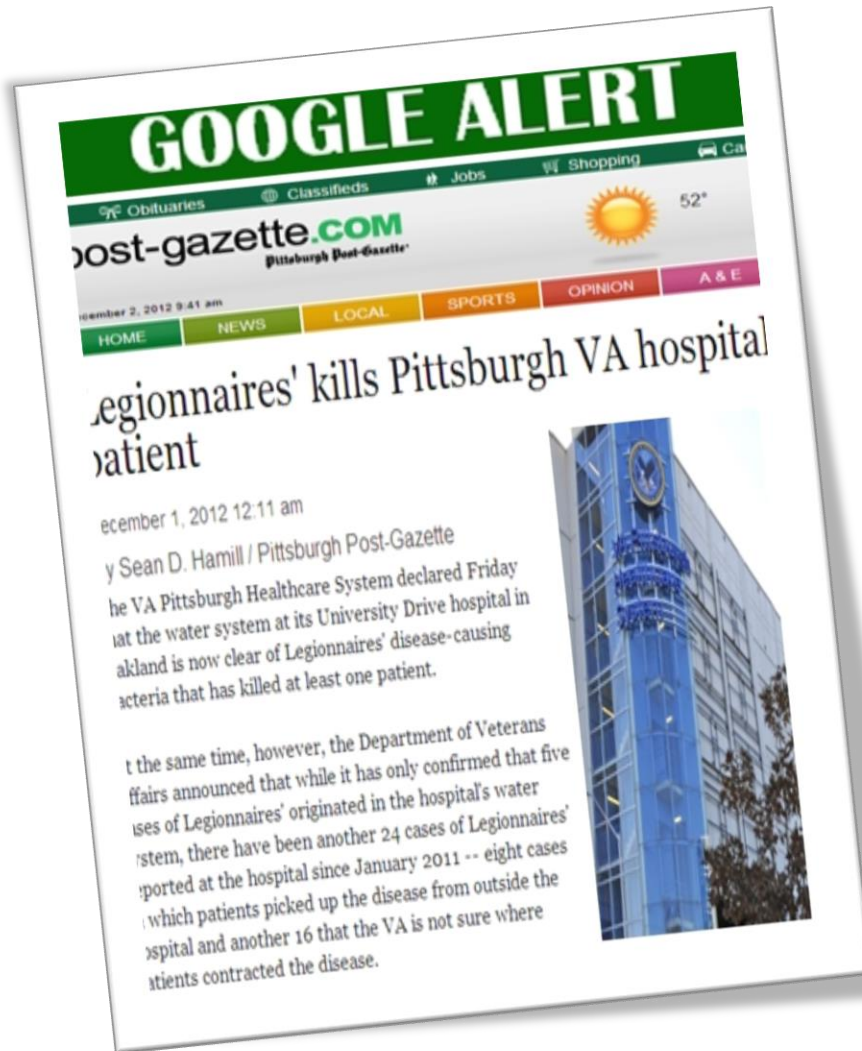 GOOGLE ALERT
Obituaries Classifieds Jobs Shopping Ca
post-gazette.COM
Pittsburgh Post-Gazette
52°
cember 2, 2012 9:41 am
HOME NEWS LOCAL SPORTS OPINION A & E
egionnaires' kills Pittsburgh VA hospital
patient
ecember 1, 2012 12:11 am
y Sean D. Hamill / Pittsburgh Post-Gazette
he VA Pittsburgh Healthcare System declared Friday
at the water system at its University Drive hospital in
akland is now clear of Legionnaires' disease-causing
acteria that has killed at least one patient.
t the same time, however, the Department of Veterans
ffairs announced that while it has only confirmed that five
ases of Legionnaires' originated in the hospital's water
stem, there have been another 24 cases of Legionnaires'
ported at the hospital since January 2011 -- eight cases
which patients picked up the disease from outside the
ospital and another 16 that the VA is not sure where
atients contracted the disease.